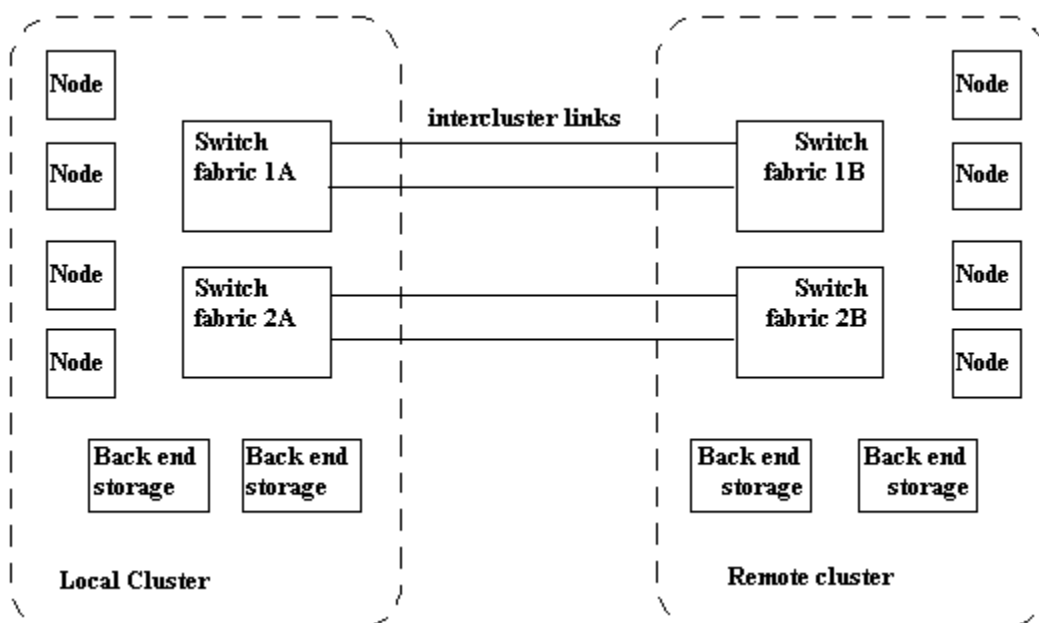 Node
Node
Node
Node
Switch
fabric 1A
Switch
fabric 2A
Back end
storage
Back end
storage
Local Cluster
intercluster links
Switch
fabric 1B
Switch
fabric 2B
Node
Node
Node
Node
Back end
storage
Back end
storage
Remote cluster